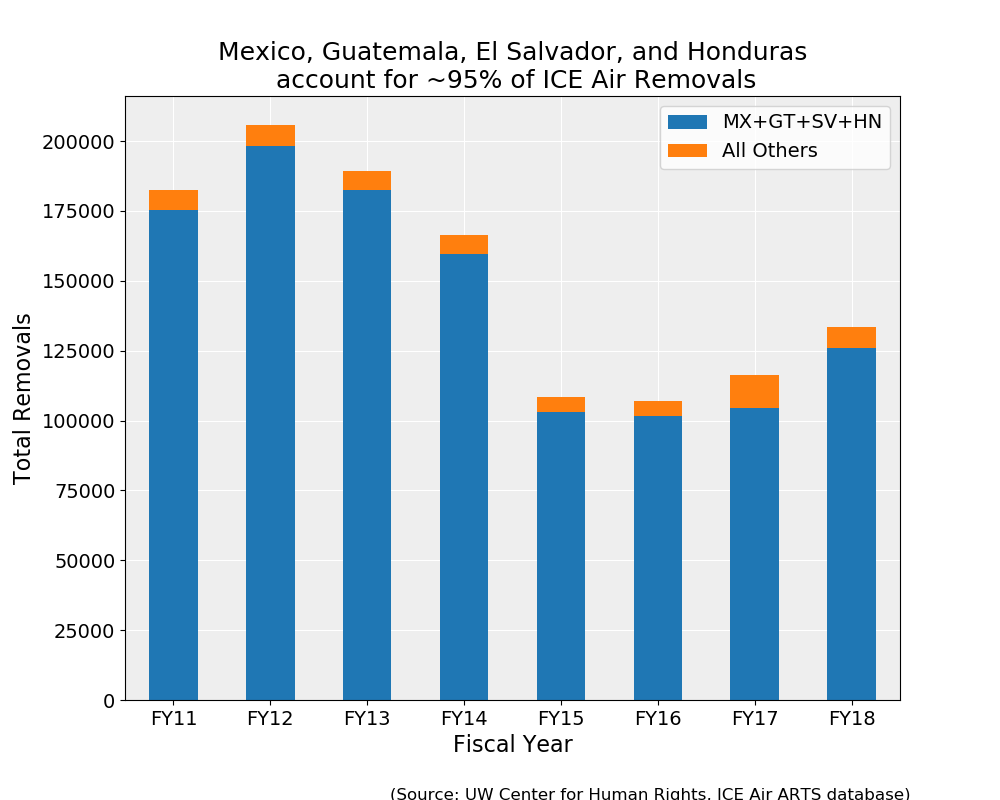 Mexico, Guatemala, El Salvador, and Honduras
account for ~95% of ICE Air Removals
MX+GT+SV+HN
All Others
200000
175000
150000
125000
100000
75000
50000
25000
0
Total Removals
FY11 FY12 FY13 FY14 FY15 FY16 FY17 FY18
Fiscal Year
(Source: UW Center for Human Rights, ICE Air ARTS database)